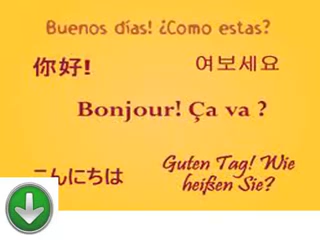 Buenos días! ¿Como estas?
你好! 여보세요
Bonjour! Ça va ?
こんにちは Guten Tag! Wie
heißen Sie?